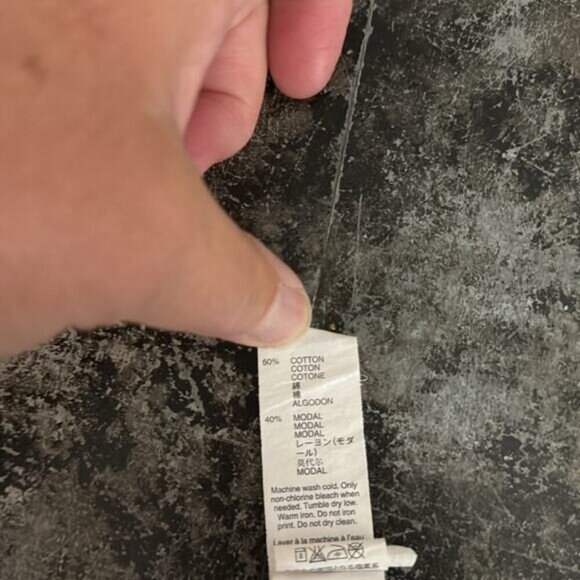 60% COTTON
COTON
COTONE
綿
棉
ALGODON
40% MODAL
MODAL
MODAL
レーヨン(モダ
ール)
莫代尔
MODAL
Machine wash cold. Only
non-chlorine bleach when
needed. Tumble dry low.
Warm iron. Do not iron
print. Do not dry clean.
Laver à la machine à l'eau